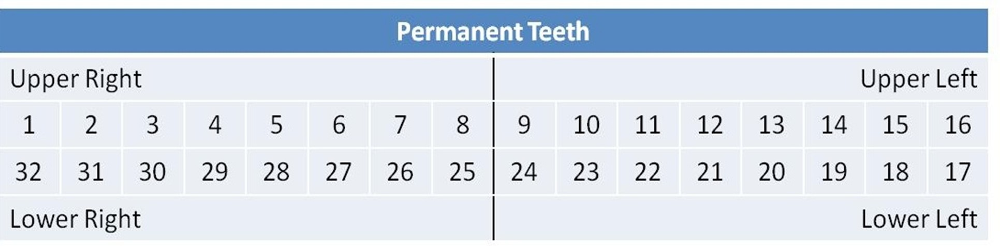 Permanent Teeth
Upper Right Upper Left
1 2 3 4 5 6 7 8 9 10 11 12 13 14 15 16
32 31 30 29 28 27 26 25 24 23 22 21 20 19 18 17
Lower Right Lower Left